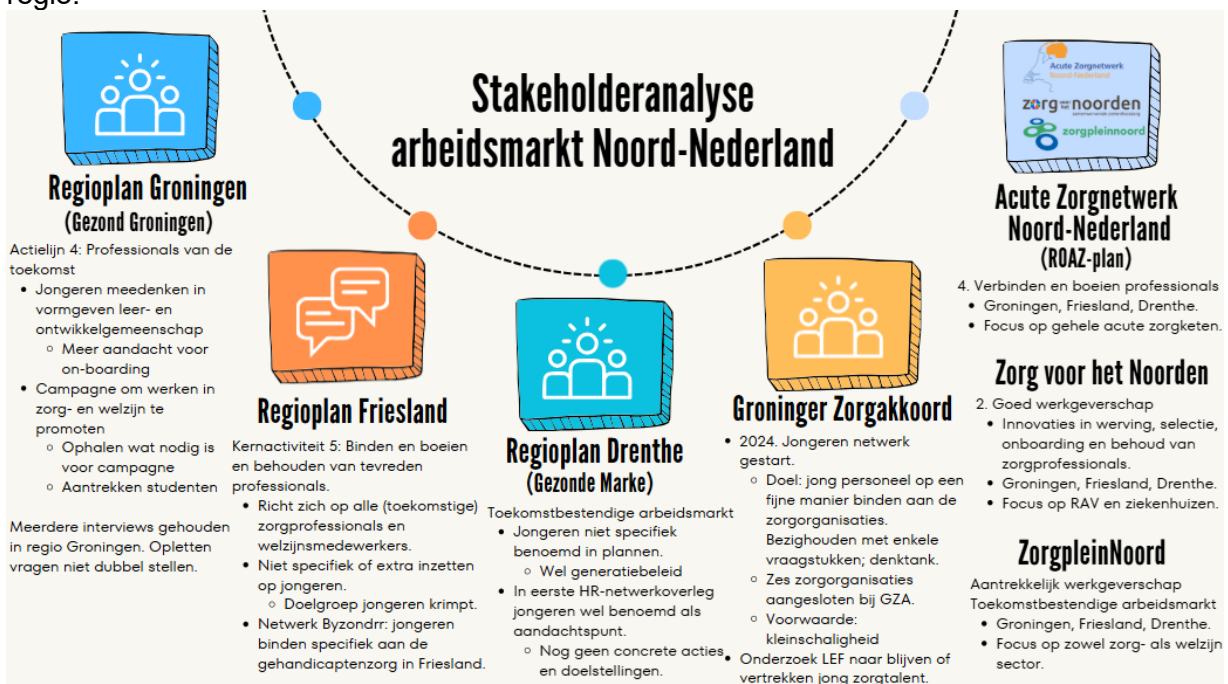 regio.
Stakeholderanalyse
arbeidsmarkt Noord-Nederland
Regioplan Groningen
(Gezond Groningen)
Actielijn 4: Professionals van de
toekomst
• Jongeren meedenken in
vormgeven leer- en
ontwikkelgemeenschap
○ Meer aandacht voor
on-boarding
• Campagne om werken in
zorg- en welzijn te
promoten
○ Ophalen wat nodig is
voor campagne
○ Aantrekken studenten
Meerdere interviews gehouden
in regio Groningen. Opletten
vragen niet dubbel stellen.
Regioplan Friesland
Kernactiviteit 5: Binden en boeien
en behouden van tevreden
professionals.
• Richt zich op alle (toekomstige)
zorgprofessionals en
welzijnsmedewerkers.
• Niet specifiek of extra inzetten
op jongeren.
○ Doelgroep jongeren krimpt.
• Netwerk Byzondrr: jongeren
binden specifiek aan de
gehandicaptenzorg in Friesland.
Regioplan Drenthe
(Gezonde Marke)
Toekomstbestendige arbeidsmarkt
• Jongeren niet specifiek
benoemd in plannen.
○ Wel generatiebeleid
• In eerste HR-netwerkoverleg
jongeren wel benoemd als
aandachtspunt.
○ Nog geen concrete acties
en doelstellingen.
Groninger Zorgakkoord
• 2024. Jongeren netwerk
gestart.
○ Doel: jong personeel op een
fijne manier binden aan de
zorgorganisaties.
Bezighouden met enkele
vraagstukken; denktank.
○ Zes zorgorganisaties
aangesloten bij GZA.
○ Voorwaarde:
kleinschaligheid
• Onderzoek LEF naar blijven of
vertrekken jong zorgtalent.
Acute Zorgnetwerk
Noord-Nederland
zorg voor het noorden
zorgpleinnoord
Acute Zorgnetwerk
Noord-Nederland
(ROAZ-plan)
4. Verbinden en boeien professionals
• Groningen, Friesland, Drenthe.
• Focus op gehele acute zorgketen.
Zorg voor het Noorden
2. Goed werkgeverschap
• Innovaties in werving, selectie,
onboarding en behoud van
zorgprofessionals.
• Groningen, Friesland, Drenthe.
• Focus op RAV en ziekenhuizen.
ZorgpleinNoord
Aantrekkelijk werkgeverschap
Toekomstbestendige arbeidsmarkt
• Groningen, Friesland, Drenthe.
• Focus op zowel zorg- als welzijn
sector.